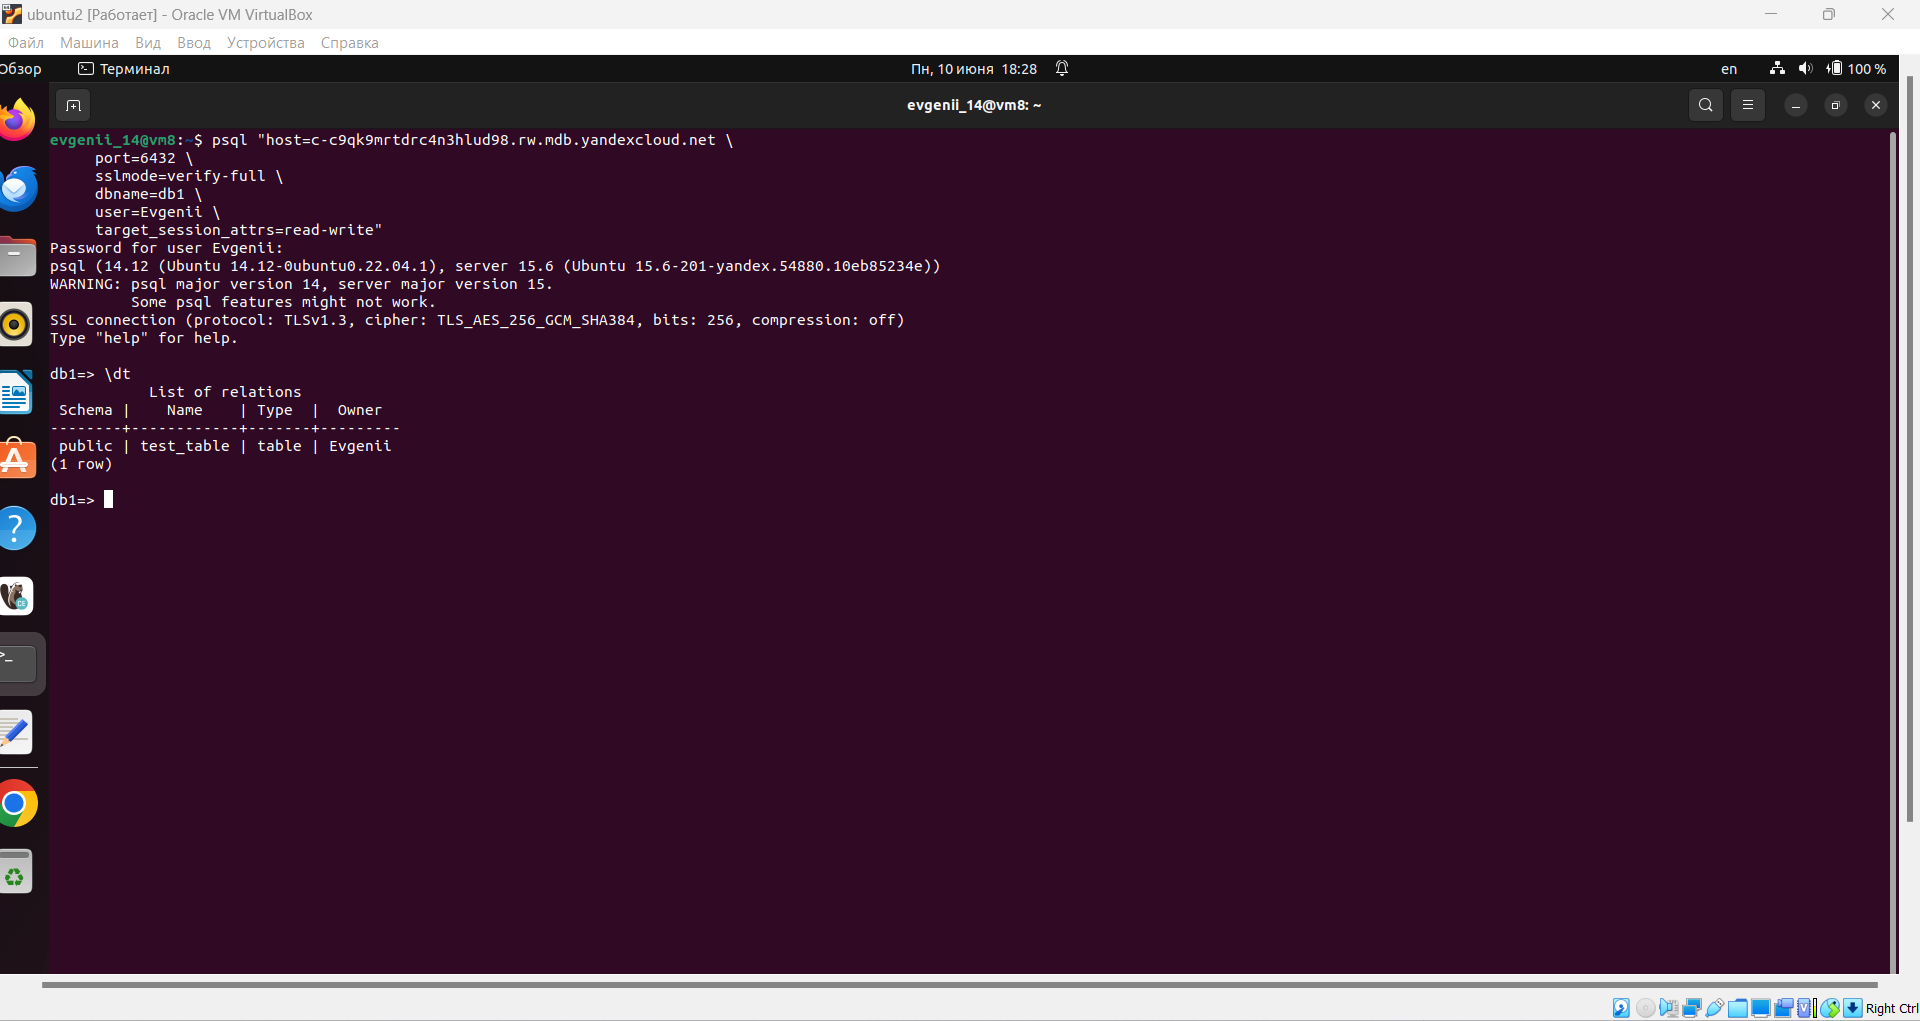 ubuntu2 [Работает] - Oracle VM VirtualBox
Файл Машина Вид Ввод Устройства Справка
Обзор Терминал Пн, 10 июня 18:28 en 100 %
evgenii_14@vm8: ~
evgenii_14@vm8:~$ psql "host=c-c9qk9mrtdrc4n3hlud98.rw.mdb.yandexcloud.net \
port=6432 \
sslmode=verify-full \
dbname=db1 \
user=Evgenii \
target_session_attrs=read-write"
Password for user Evgenii:
psql (14.12 (Ubuntu 14.12-0ubuntu0.22.04.1), server 15.6 (Ubuntu 15.6-201-yandex.54880.10eb85234e))
WARNING: psql major version 14, server major version 15.
Some psql features might not work.
SSL connection (protocol: TLSv1.3, cipher: TLS_AES_256_GCM_SHA384, bits: 256, compression: off)
Type "help" for help.
db1=> \dt
List of relations
Schema | Name | Type | Owner
--------+------------+-------+---------
public | test_table | table | Evgenii
(1 row)
db1=>
Right Ctrl